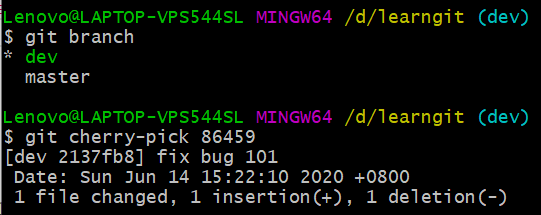 Lenovo@LAPTOP-VPS544SL MINGW64 /d/learngit (dev)
$ git branch
* dev
  master
Lenovo@LAPTOP-VPS544SL MINGW64 /d/learngit (dev)
$ git cherry-pick 86459
[dev 2137fb8] fix bug 101
 Date: Sun Jun 14 15:22:10 2020 +0800
 1 file changed, 1 insertion(+), 1 deletion(-)